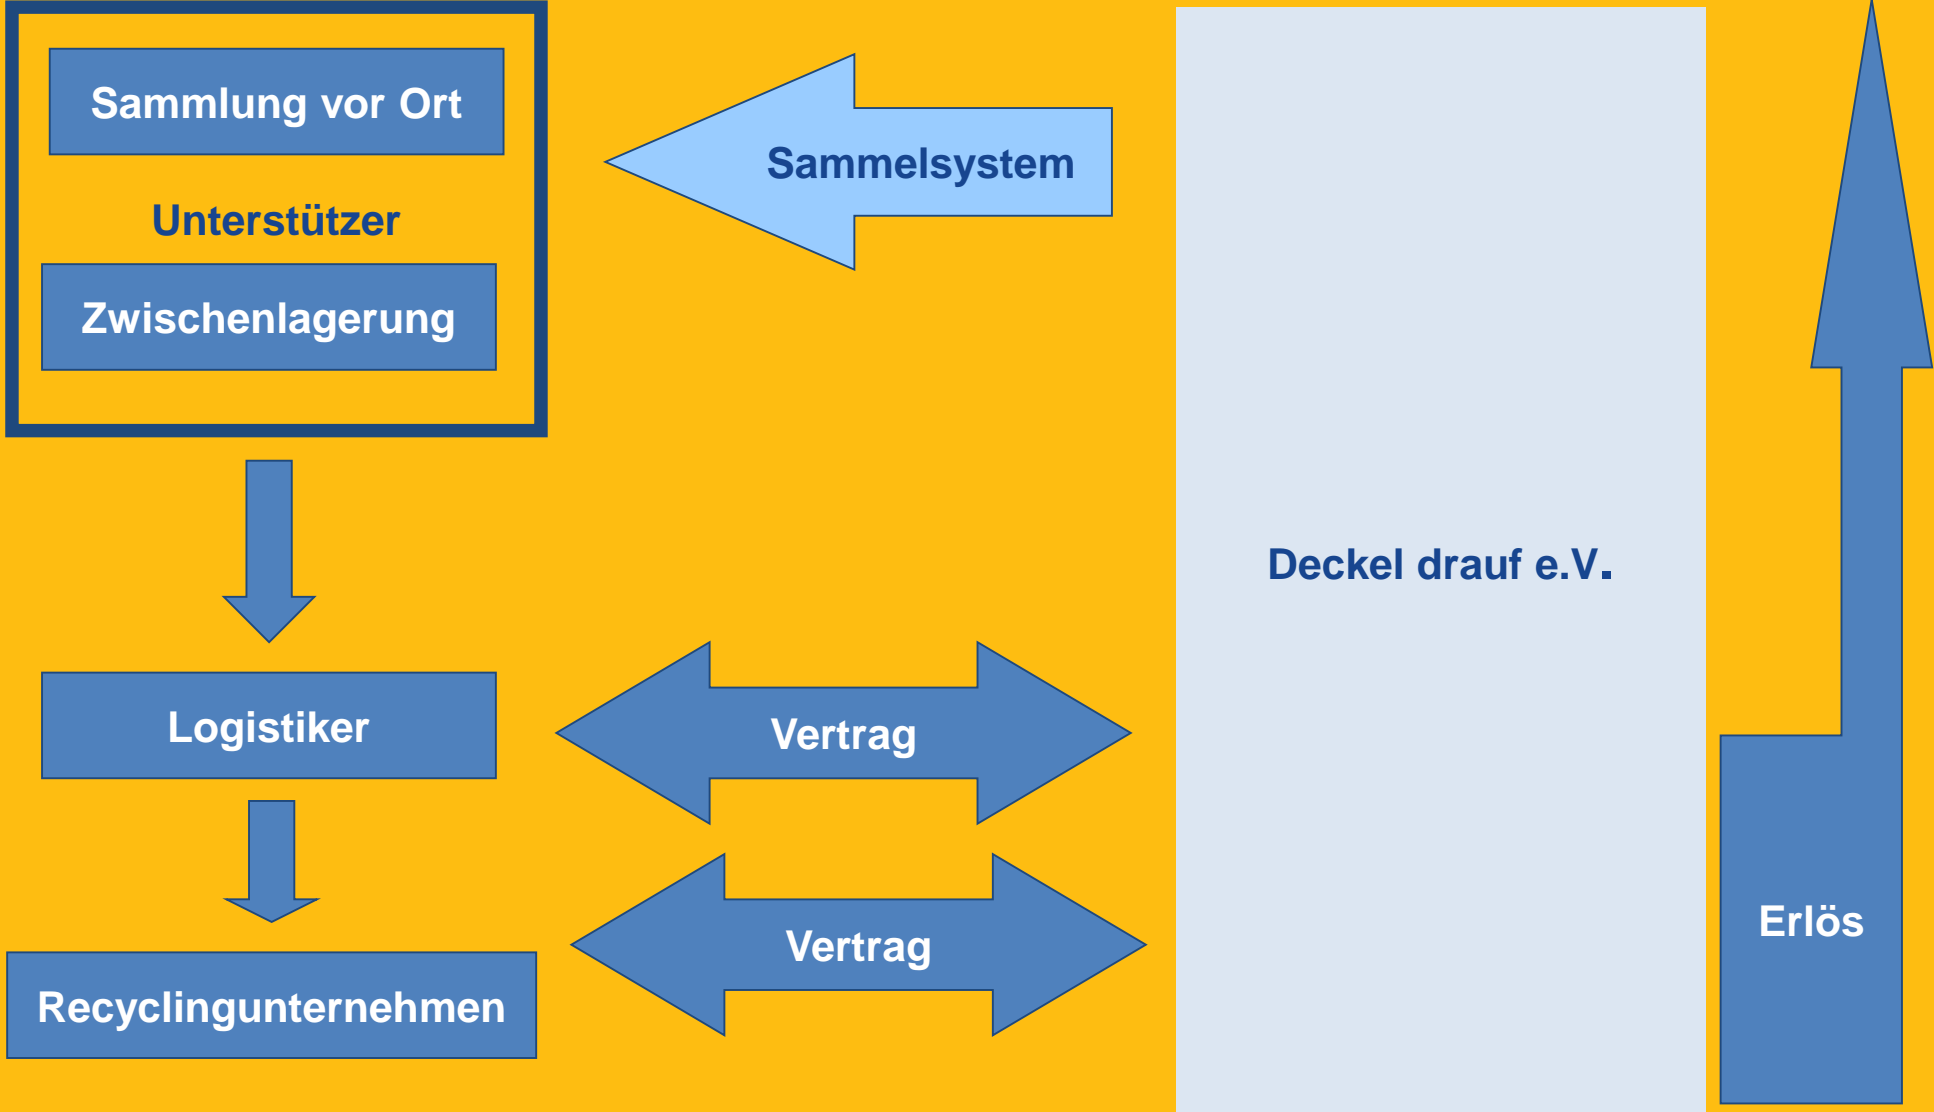 Sammlung vor Ort
Unterstützer
Zwischenlagerung
Sammelsystem
Deckel drauf e.V.
Logistiker
Vertrag
Vertrag
Recyclingunternehmen
Erlös